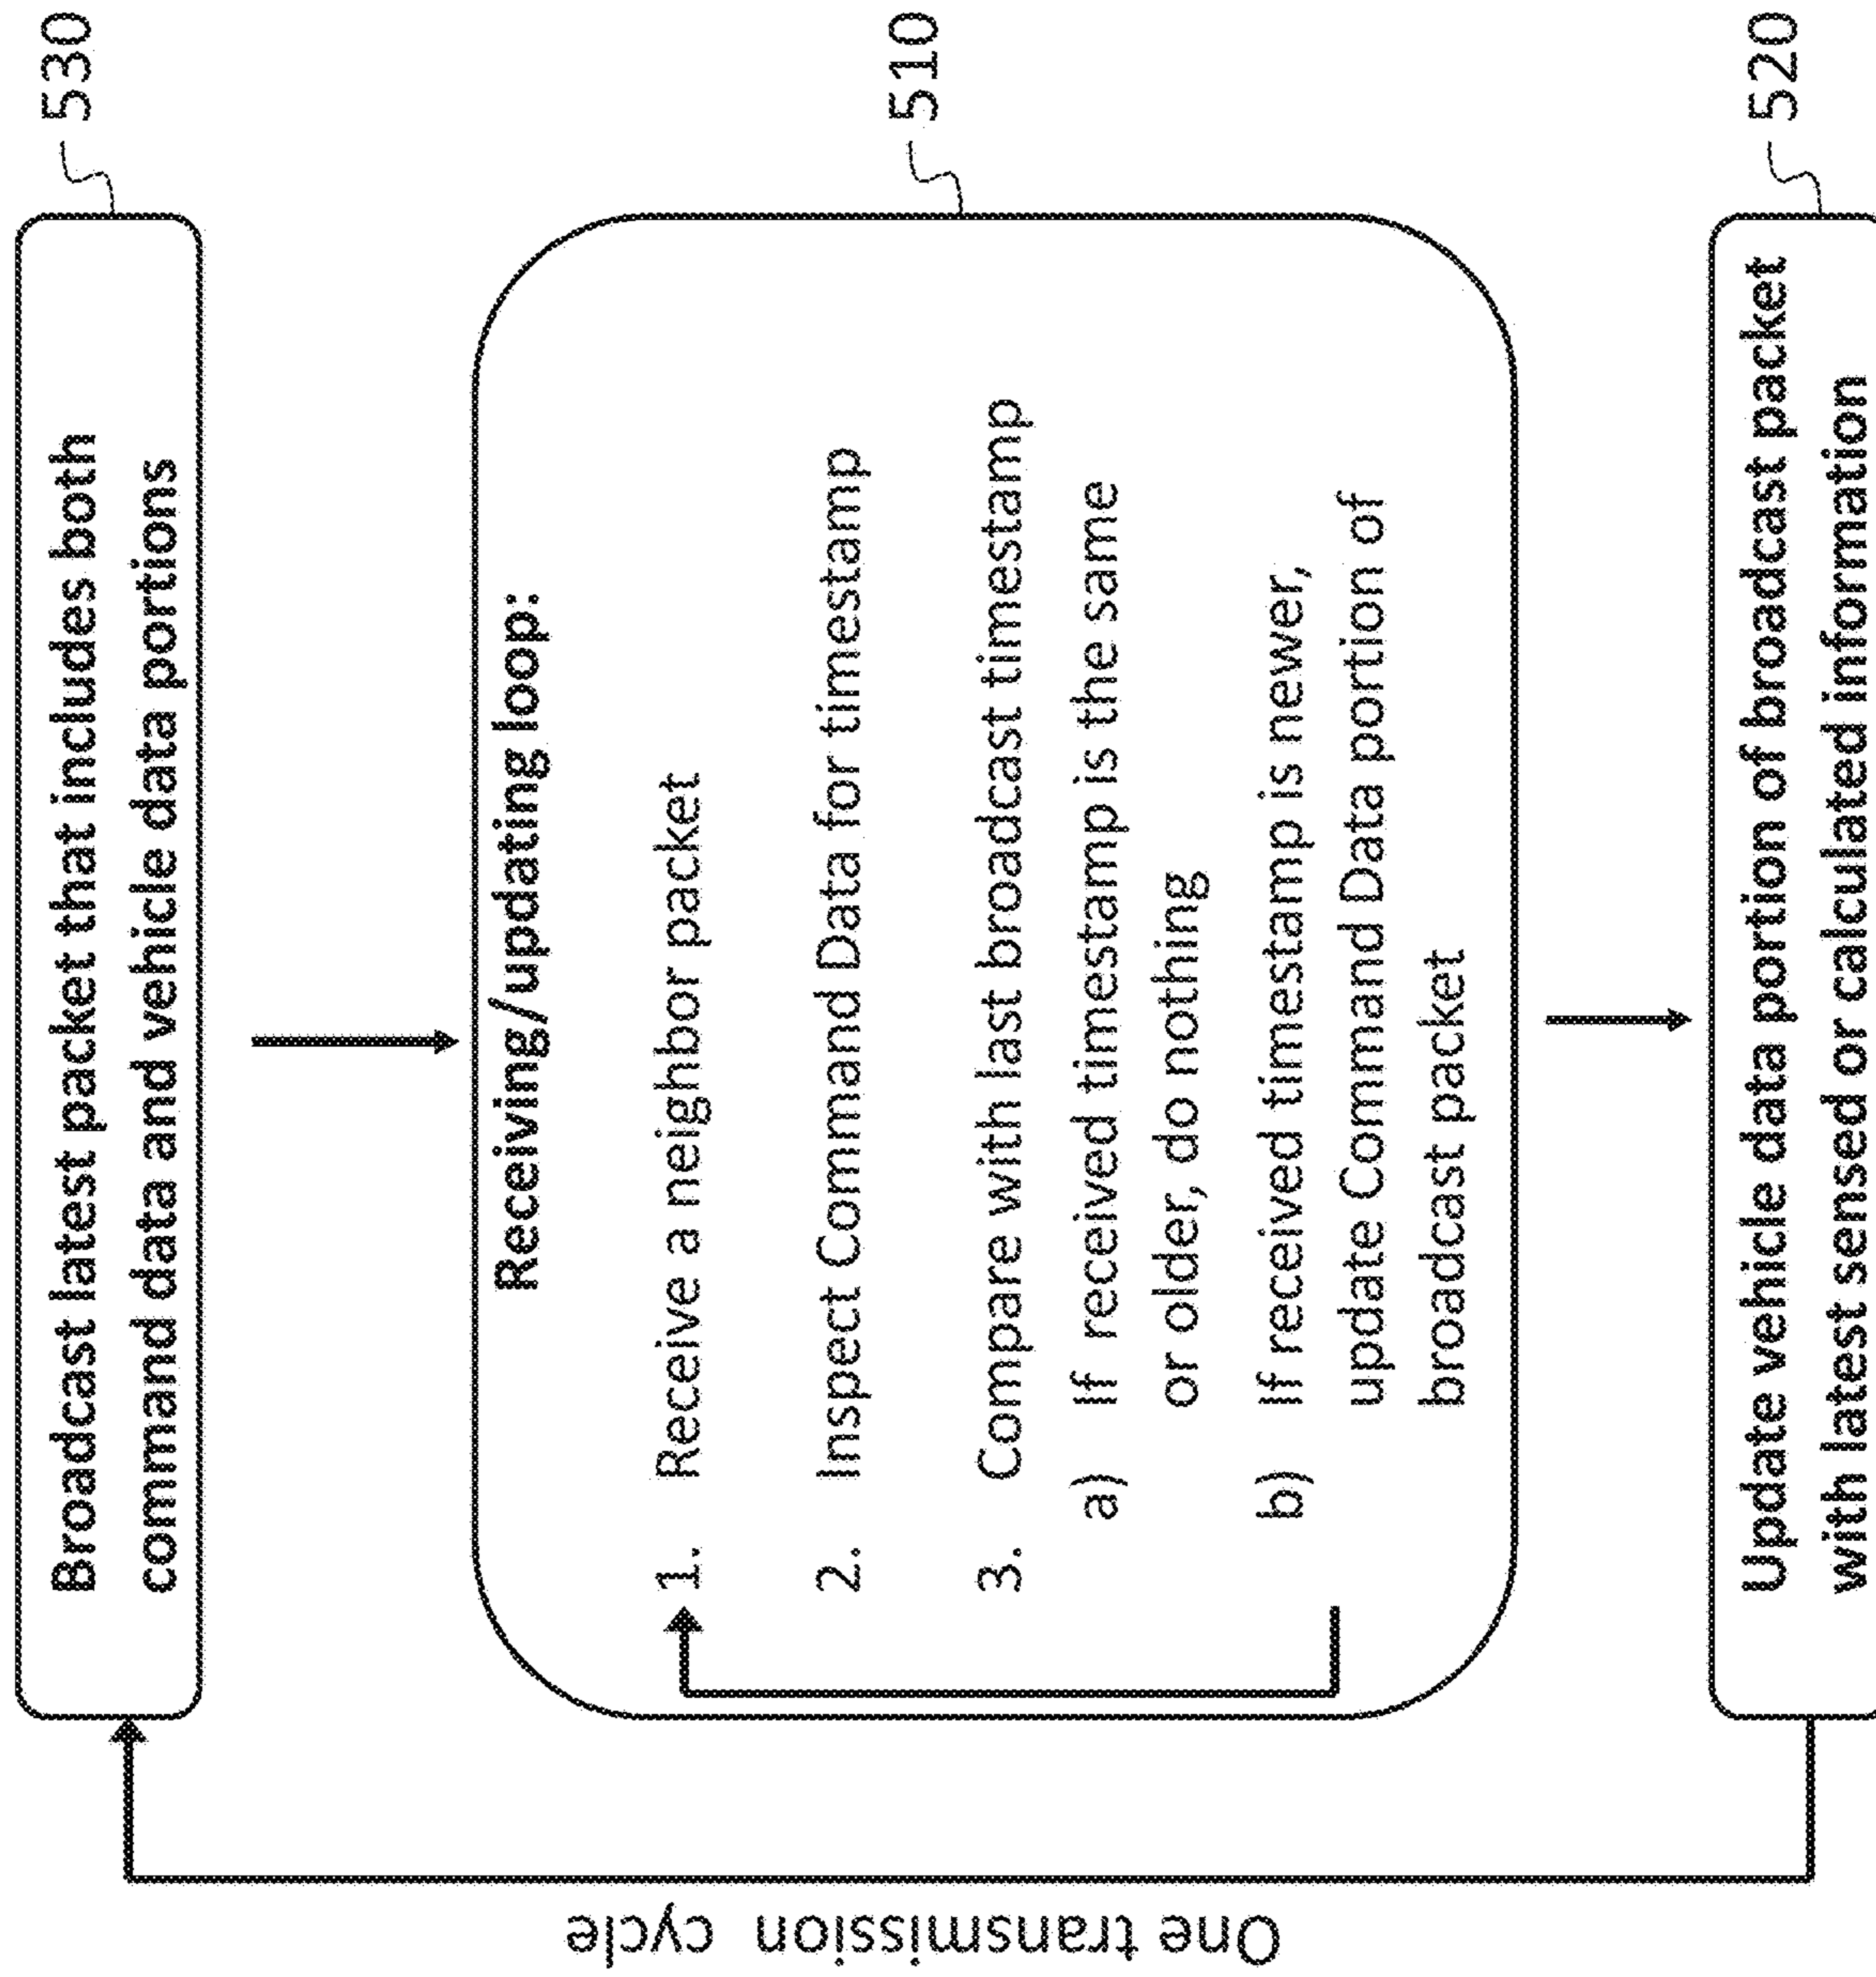 530
Broadcast latest packet that includes both
command data and vehicle data portions
510
Receiving/updating loop:
1. Receive a neighbor packet
2. Inspect Command Data for timestamp
3. Compare with last broadcast timestamp
a) If received timestamp is the same
or older, do nothing
b) If received timestamp is newer,
update Command Data portion of
broadcast packet
520
Update vehicle data portion of broadcast packet
with latest sensed or calculated information
One transmission cycle